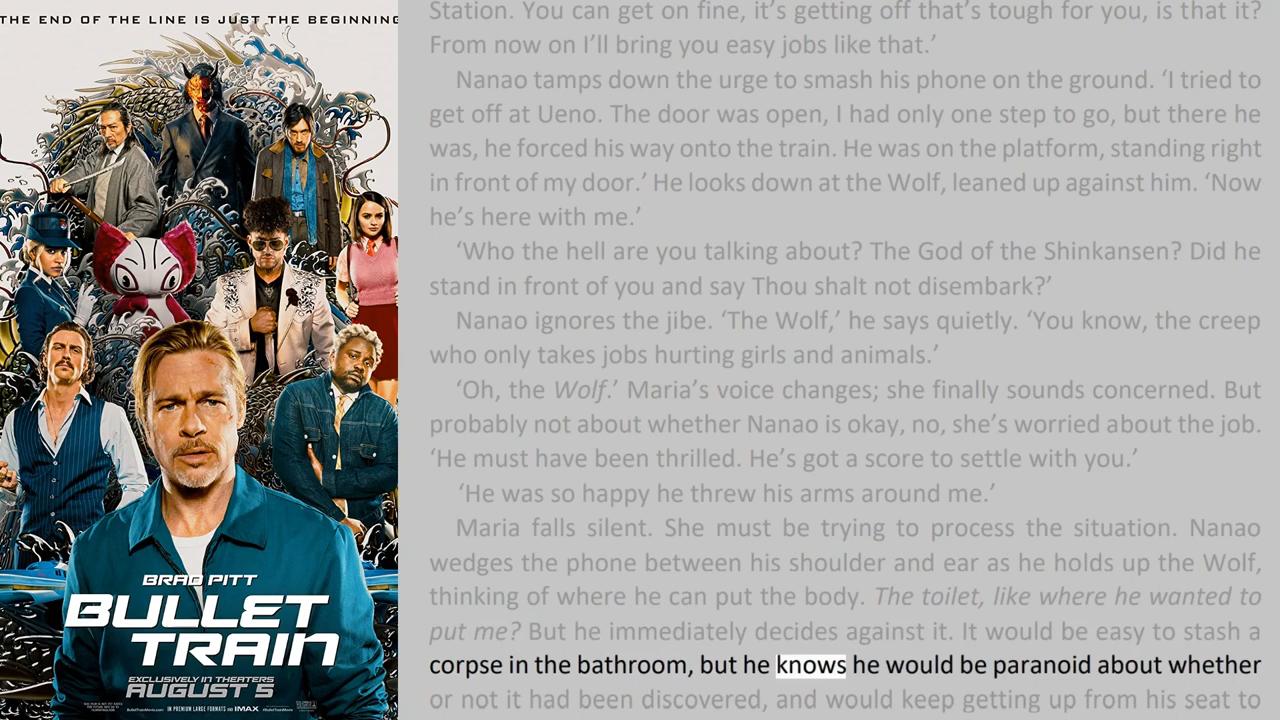 THE END OF THE LINE IS JUST THE BEGINNING
BRAD PITT
BULLET
TRAIN
EXCLUSIVELY IN THEATERS
AUGUST 5
IN PREMIUM LARGE FORMATS AND IMAX
Station. You can get on fine, it’s getting off that’s tough for you, is that it?
From now on I’ll bring you easy jobs like that.’
Nanao tamps down the urge to smash his phone on the ground. ‘I tried to
get off at Ueno. The door was open, I had only one step to go, but there he
was, he forced his way onto the train. He was on the platform, standing right
in front of my door.’ He looks down at the Wolf, leaned up against him. ‘Now
he’s here with me.’
‘Who the hell are you talking about? The God of the Shinkansen? Did he
stand in front of you and say Thou shalt not disembark?’
Nanao ignores the jibe. ‘The Wolf,’ he says quietly. ‘You know, the creep
who only takes jobs hurting girls and animals.’
‘Oh, the Wolf.’ Maria’s voice changes; she finally sounds concerned. But
probably not about whether Nanao is okay, no, she’s worried about the job.
‘He must have been thrilled. He’s got a score to settle with you.’
‘He was so happy he threw his arms around me.’
Maria falls silent. She must be trying to process the situation. Nanao
wedges the phone between his shoulder and ear as he holds up the Wolf,
thinking of where he can put the body. The toilet, like where he wanted to
put me? But he immediately decides against it. It would be easy to stash a
corpse in the bathroom, but he knows he would be paranoid about whether
or not it had been discovered and would keep getting up from his seat to